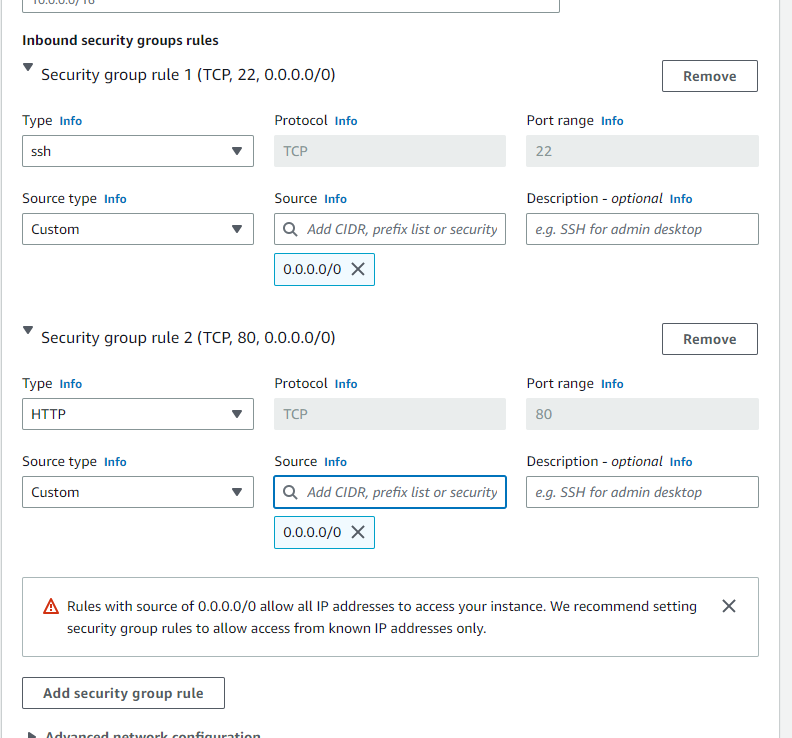 10.0.0.0/16
Inbound security groups rules
Security group rule 1 (TCP, 22, 0.0.0.0/0)
Remove
Type Info
Protocol Info
Port range Info
ssh
TCP
22
Source type Info
Source Info
Description - optional Info
Custom
Add CIDR, prefix list or security
e.g. SSH for admin desktop
0.0.0.0/0
Security group rule 2 (TCP, 80, 0.0.0.0/0)
Remove
Type Info
Protocol Info
Port range Info
HTTP
TCP
80
Source type Info
Source Info
Description - optional Info
Custom
Add CIDR, prefix list or security
e.g. SSH for admin desktop
0.0.0.0/0
Rules with source of 0.0.0.0/0 allow all IP addresses to access your instance. We recommend setting
security group rules to allow access from known IP addresses only.
Add security group rule
Advanced network configuration